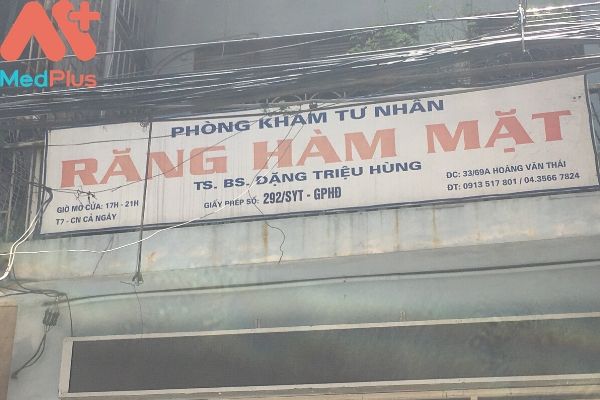 MedPlus
PHÒNG KHÁM TƯ NHÂN
RĂNG HÀM MẶT
TS. BS. ĐẶNG TRIỆU HÙNG
GIỜ MỞ CỬA: 17H - 21H
T7 - CN CẢ NGÀY
GIẤY PHÉP SỐ: 292/SYT - GPHĐ
DC: 33/69A HOÀNG VĂN THÁI
ĐT: 0913 517 801 / 04.3566 7824